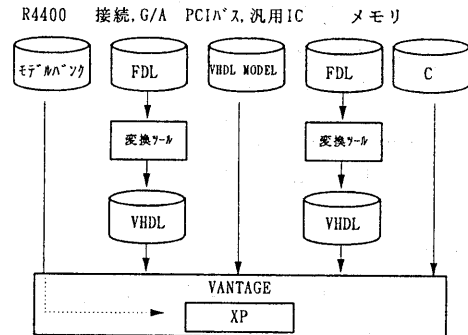 R4400 接続,G/A PCIバス,汎用IC メモリ
モデルバンク FDL VHDL MODEL FDL C
変換ツール 変換ツール
VHDL VHDL
VANTAGE
XP